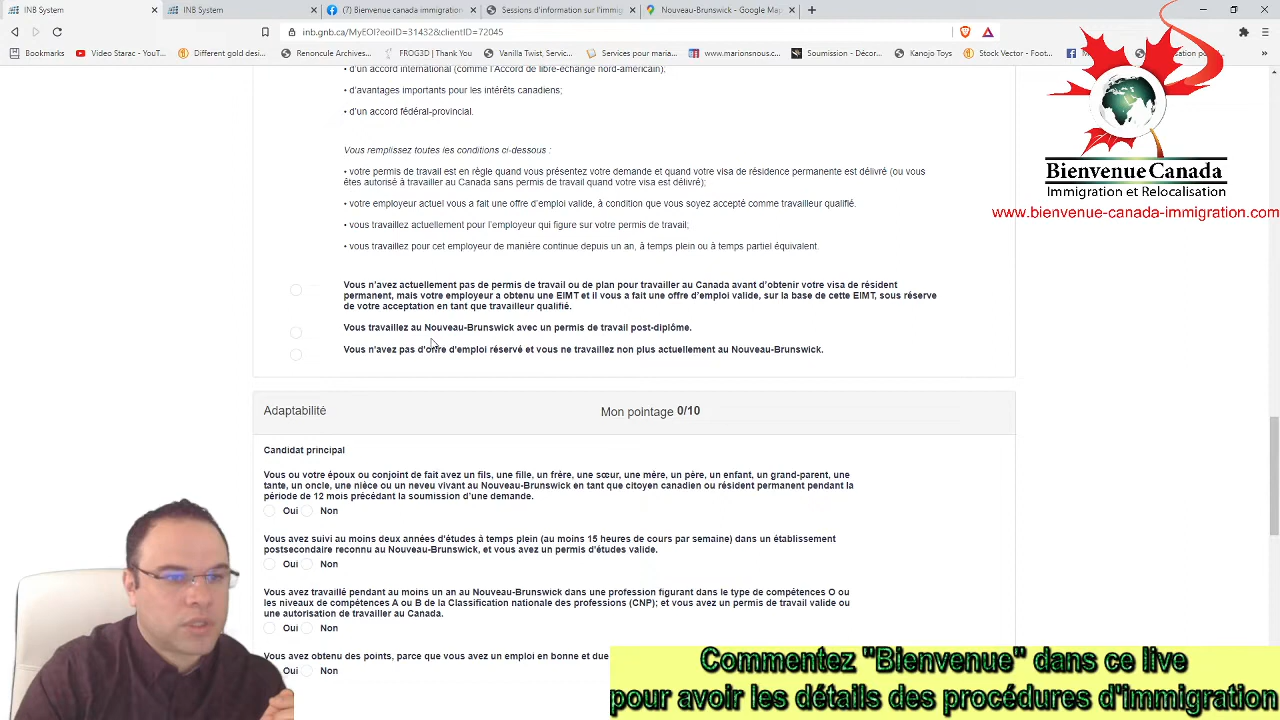 INB System
INB System
(7) Bienvenue canada immigration
Sessions d'information sur l'immig
Nouveau-Brunswick - Google Map
inb.gnb.ca/MyEOI?eoiID=31432&clientID=72045
Bookmarks
Video Starac - YouT...
Different gold desi...
Renoncule Archives...
FROG3D | Thank You
Vanilla Twist, Servic...
Services pour maria...
www.marionsnous....
Soumission - Décor...
Kanojo Toys
Stock Vector - Foot...
• d'un accord international (comme l'Accord de libre-échange nord-américain);
• d'avantages importants pour les intérêts canadiens;
• d'un accord fédéral-provincial.
Vous remplissez toutes les conditions ci-dessous :
• votre permis de travail est en règle quand vous présentez votre demande et quand votre visa de résidence permanente est délivré (ou vous
êtes autorisé à travailler au Canada sans permis de travail quand votre visa est délivré);
• votre employeur actuel vous a fait une offre d'emploi valide, à condition que vous soyez accepté comme travailleur qualifié.
• vous travaillez actuellement pour l'employeur qui figure sur votre permis de travail;
• vous travaillez pour cet employeur de manière continue depuis un an, à temps plein ou à temps partiel équivalent.
Vous n'avez actuellement pas de permis de travail ou de plan pour travailler au Canada avant d'obtenir votre visa de résident
permanent, mais votre employeur a obtenu une EIMT et il vous a fait une offre d'emploi valide, sur la base de cette EIMT, sous réserve
de votre acceptation en tant que travailleur qualifié.
Vous travaillez au Nouveau-Brunswick avec un permis de travail post-diplôme.
Vous n'avez pas d'offre d'emploi réservé et vous ne travaillez non plus actuellement au Nouveau-Brunswick.
Adaptabilité Mon pointage 0/10
Candidat principal
Vous ou votre époux ou conjoint de fait avez un fils, une fille, un frère, une sœur, une mère, un père, un enfant, un grand-parent, une
tante, un oncle, une nièce ou un neveu vivant au Nouveau-Brunswick en tant que citoyen canadien ou résident permanent pendant la
période de 12 mois précédant la soumission d'une demande.
Oui Non
Vous avez suivi au moins deux années d'études à temps plein (au moins 15 heures de cours par semaine) dans un établissement
postsecondaire reconnu au Nouveau-Brunswick, et vous avez un permis d'études valide.
Oui Non
Vous avez travaillé pendant au moins un an au Nouveau-Brunswick dans une profession figurant dans le type de compétences O ou
les niveaux de compétences A ou B de la Classification nationale des professions (CNP); et vous avez un permis de travail valide ou
une autorisation de travailler au Canada.
Oui Non
Vous avez obtenu des points, parce que vous avez un emploi en bonne et due
Oui Non
Bienvenue Canada
Immigration et Relocalisation
www.bienvenue-canada-immigration.com
Commentez "Bienvenue" dans ce live
pour avoir les détails des procédures d'immigration